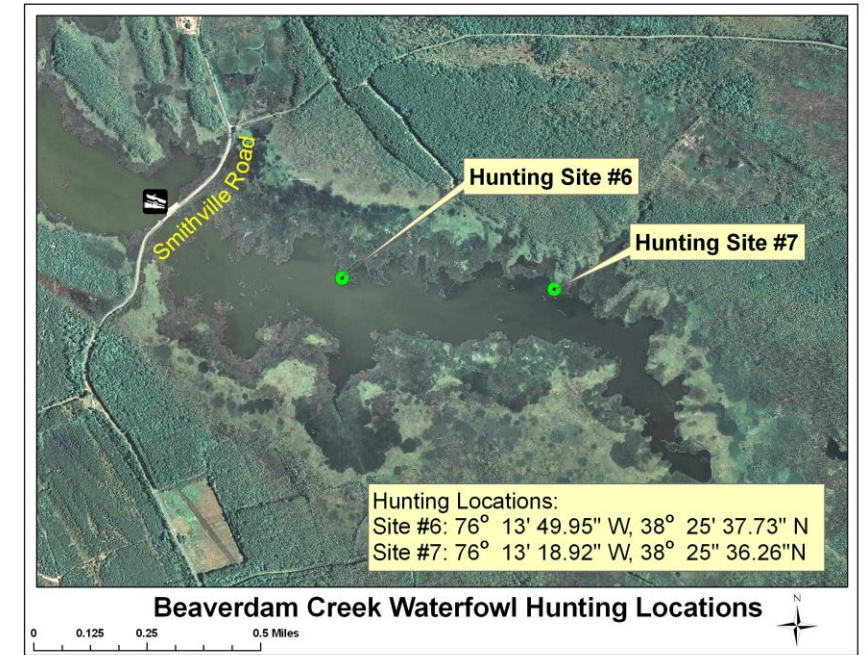 Smithville Road
Hunting Site #6
Hunting Site #7
Hunting Locations:
Site #6: 76° 13' 49.95" W, 38° 25' 37.73" N
Site #7: 76° 13' 18.92" W, 38° 25" 36.26"N
Beaverdam Creek Waterfowl Hunting Locations
N
0 0.125 0.25 0.5 Miles